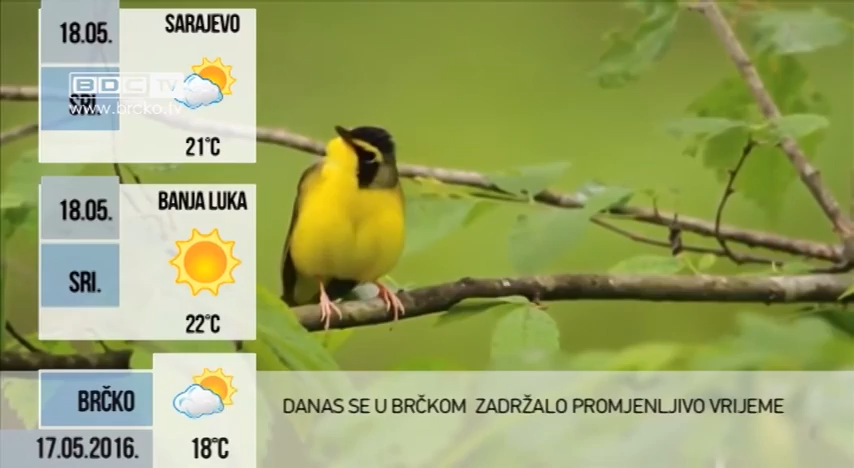 18.05.
SARAJEVO
BDC TV
SRI.
www.brcko.tv
21°C
18.05.
BANJA LUKA
SRI.
22°C
BRČKO
17.05.2016.
18°C
DANAS SE U BRČKOM ZADRŽALO PROMJENLJIVO VRIJEME